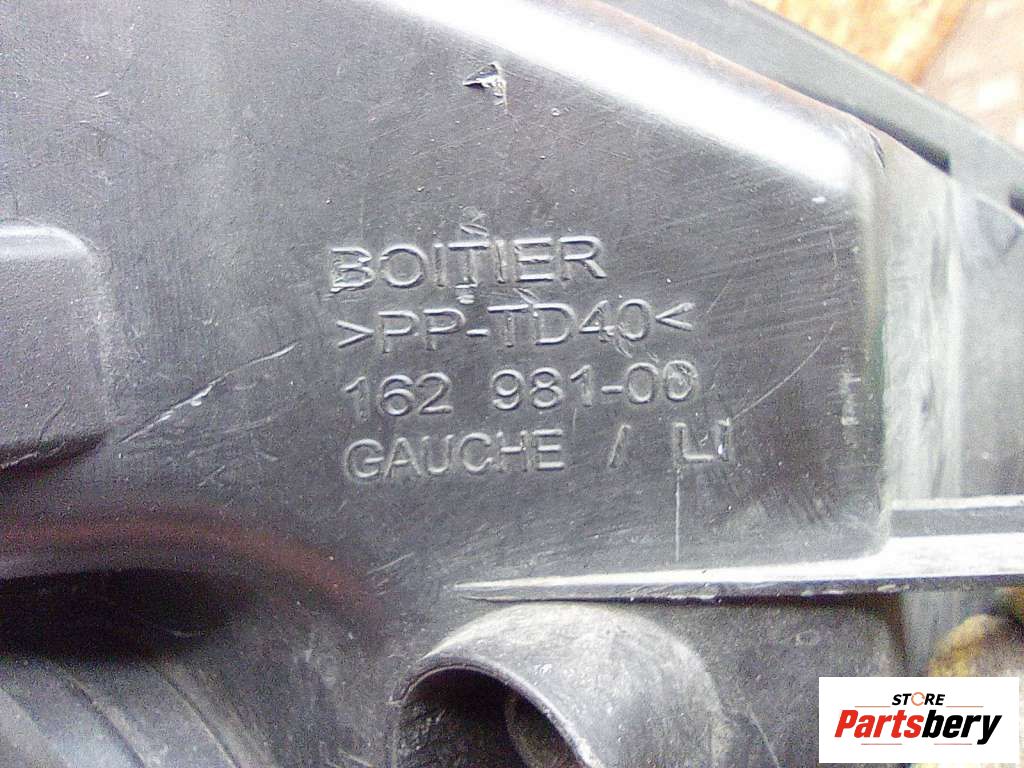 BOITIER
>PP-TD40<
162 981-00
GAUCHE / LI
STORE
Partsbery